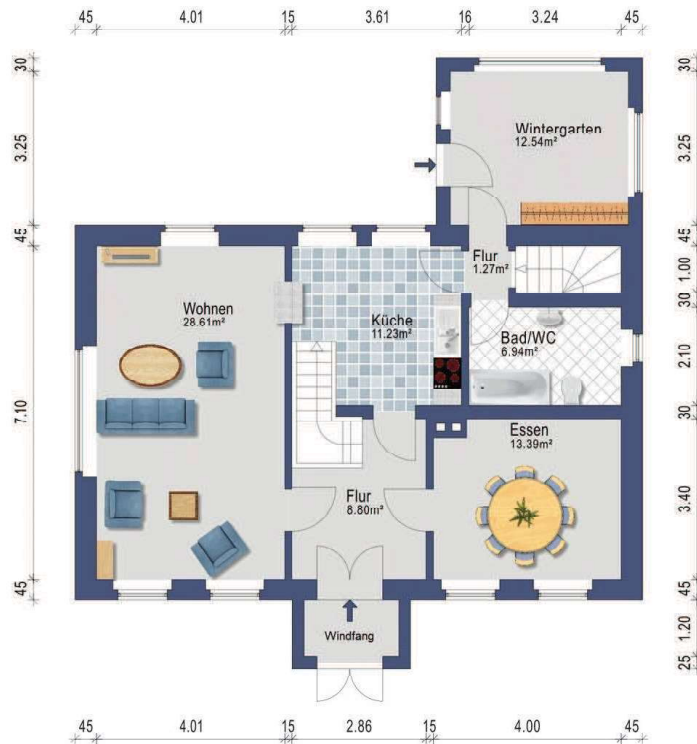 45 4.01 15 3.61 16 3.24 45
30
3.25
45
7.10
45
30
3.25
45
1.00
30
2.10
30
3.40
45
1.20
25
Wintergarten
12.54m²
Flur
1.27m²
Wohnen
28.61m²
Küche
11.23m²
Bad/WC
6.94m²
Essen
13.39m²
Flur
8.80m²
Windfang
45 4.01 15 2.86 15 4.00 45